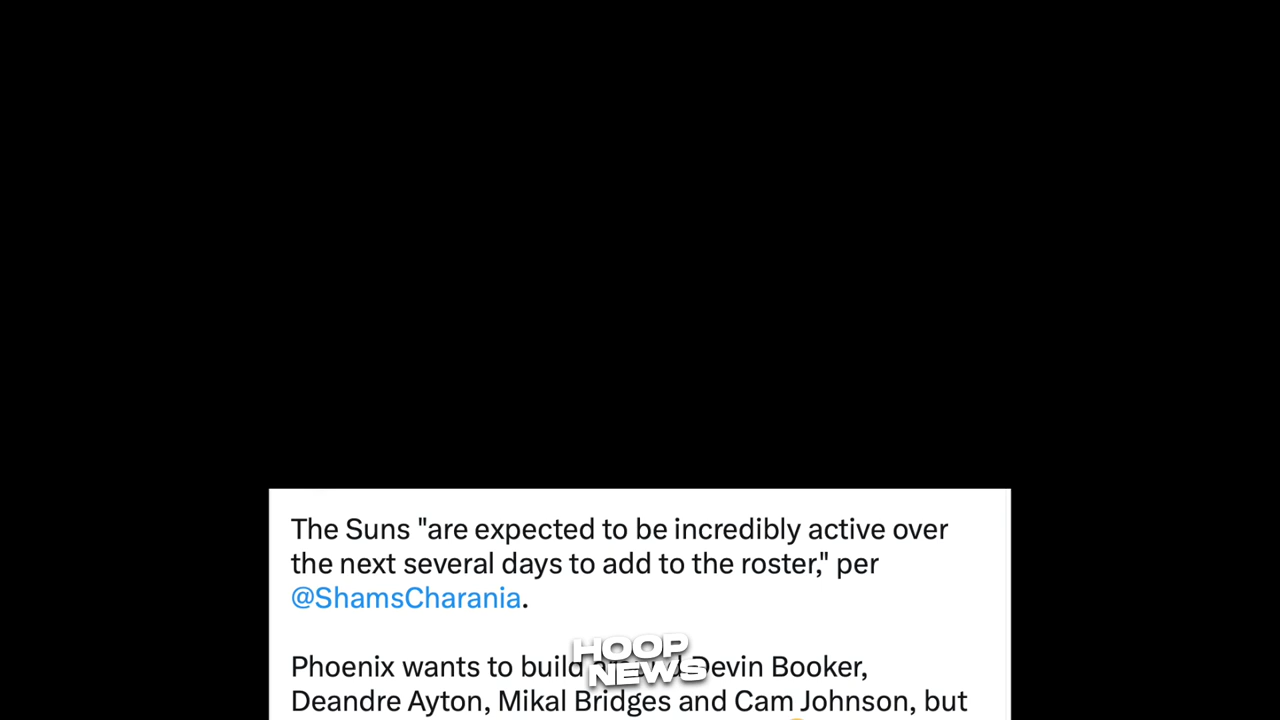 The Suns "are expected to be incredibly active over
the next several days to add to the roster," per
@ShamsCharania.
Phoenix wants to build Devin Booker,
HOOP
NEWS
Deandre Ayton, Mikal Bridges and Cam Johnson, but